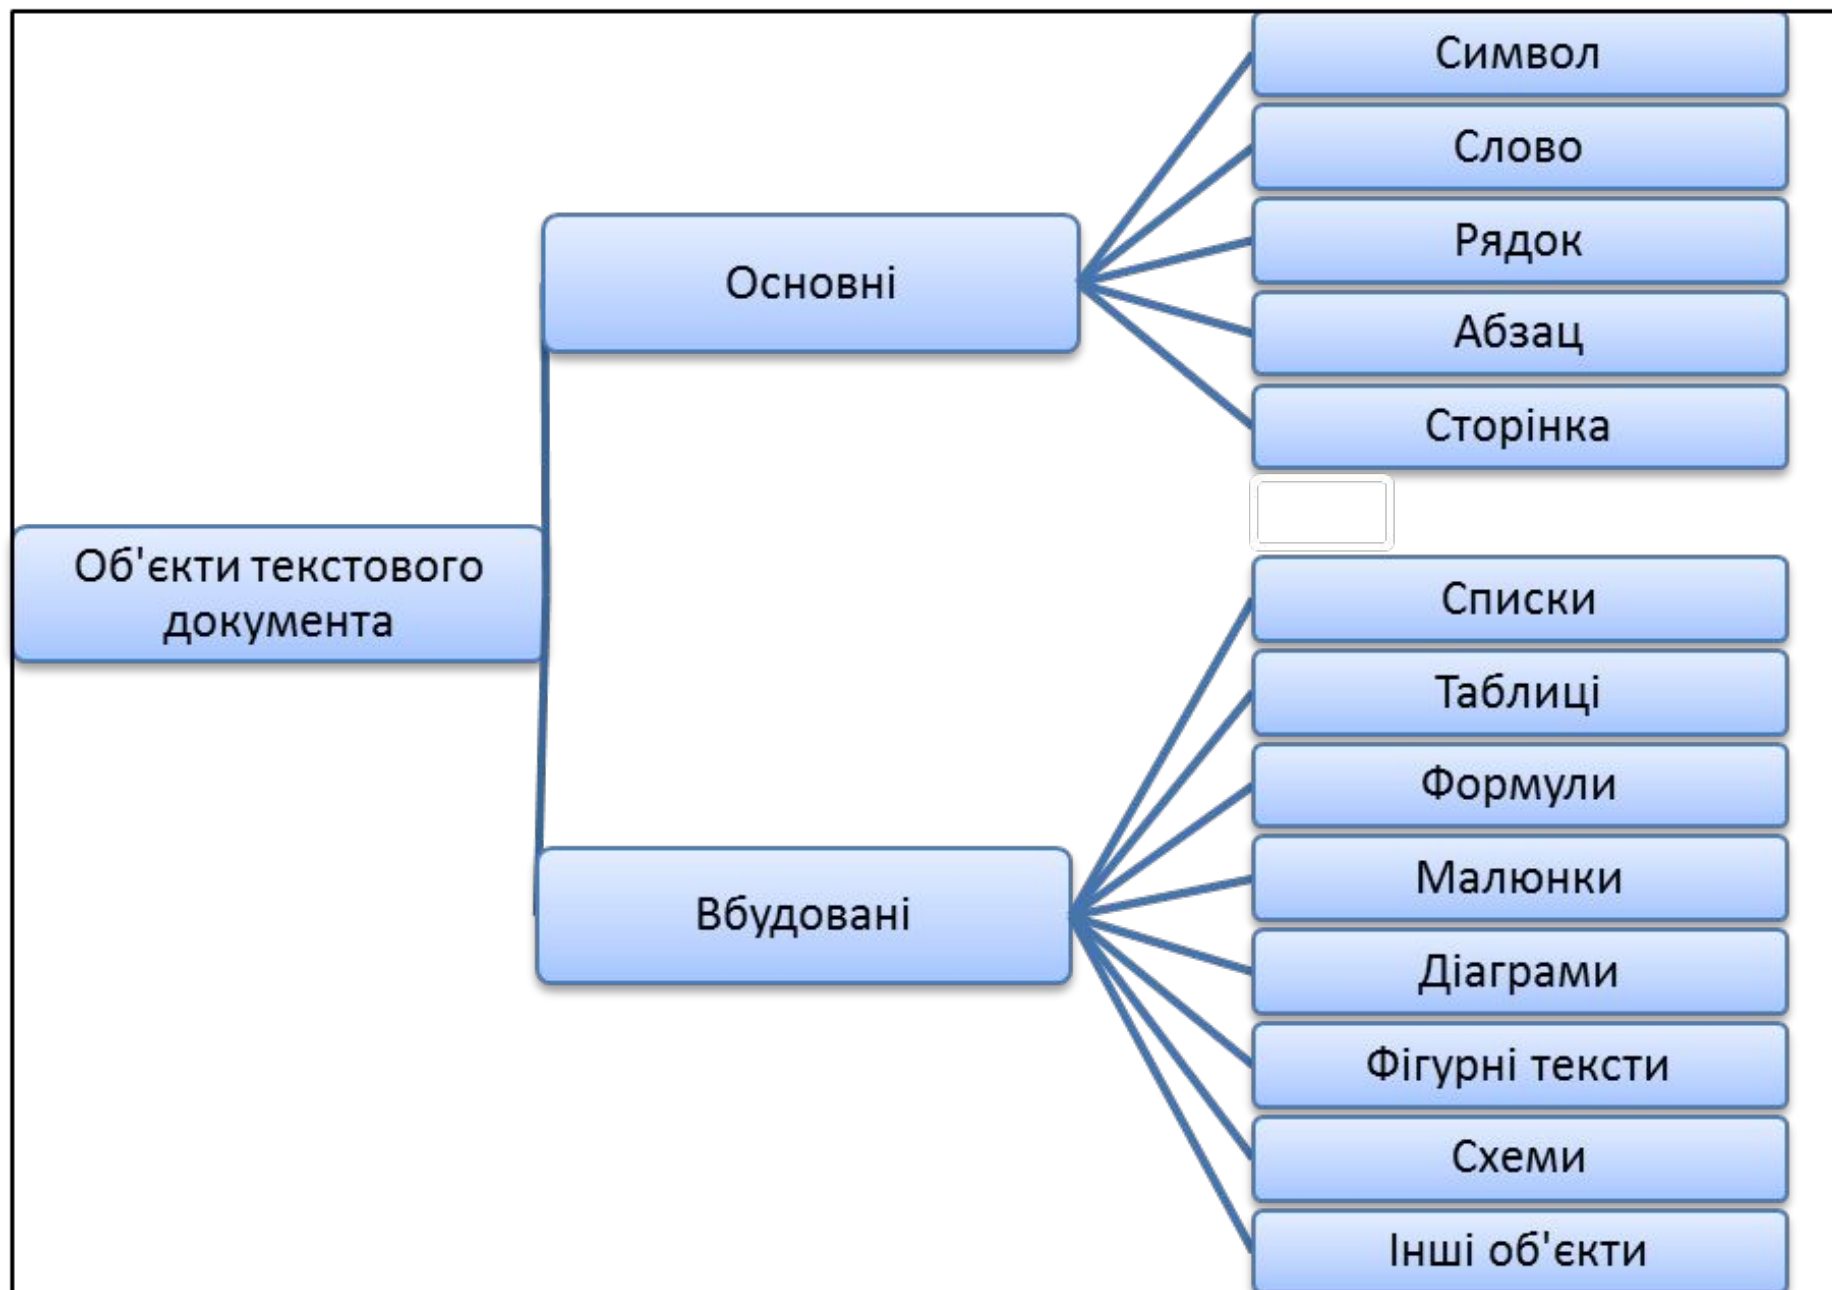 Об'єкти текстового
документа
Основні
Символ
Слово
Рядок
Абзац
Сторінка
Вбудовані
Списки
Таблиці
Формули
Малюнки
Діаграми
Фігурні тексти
Схеми
Інші об'єкти